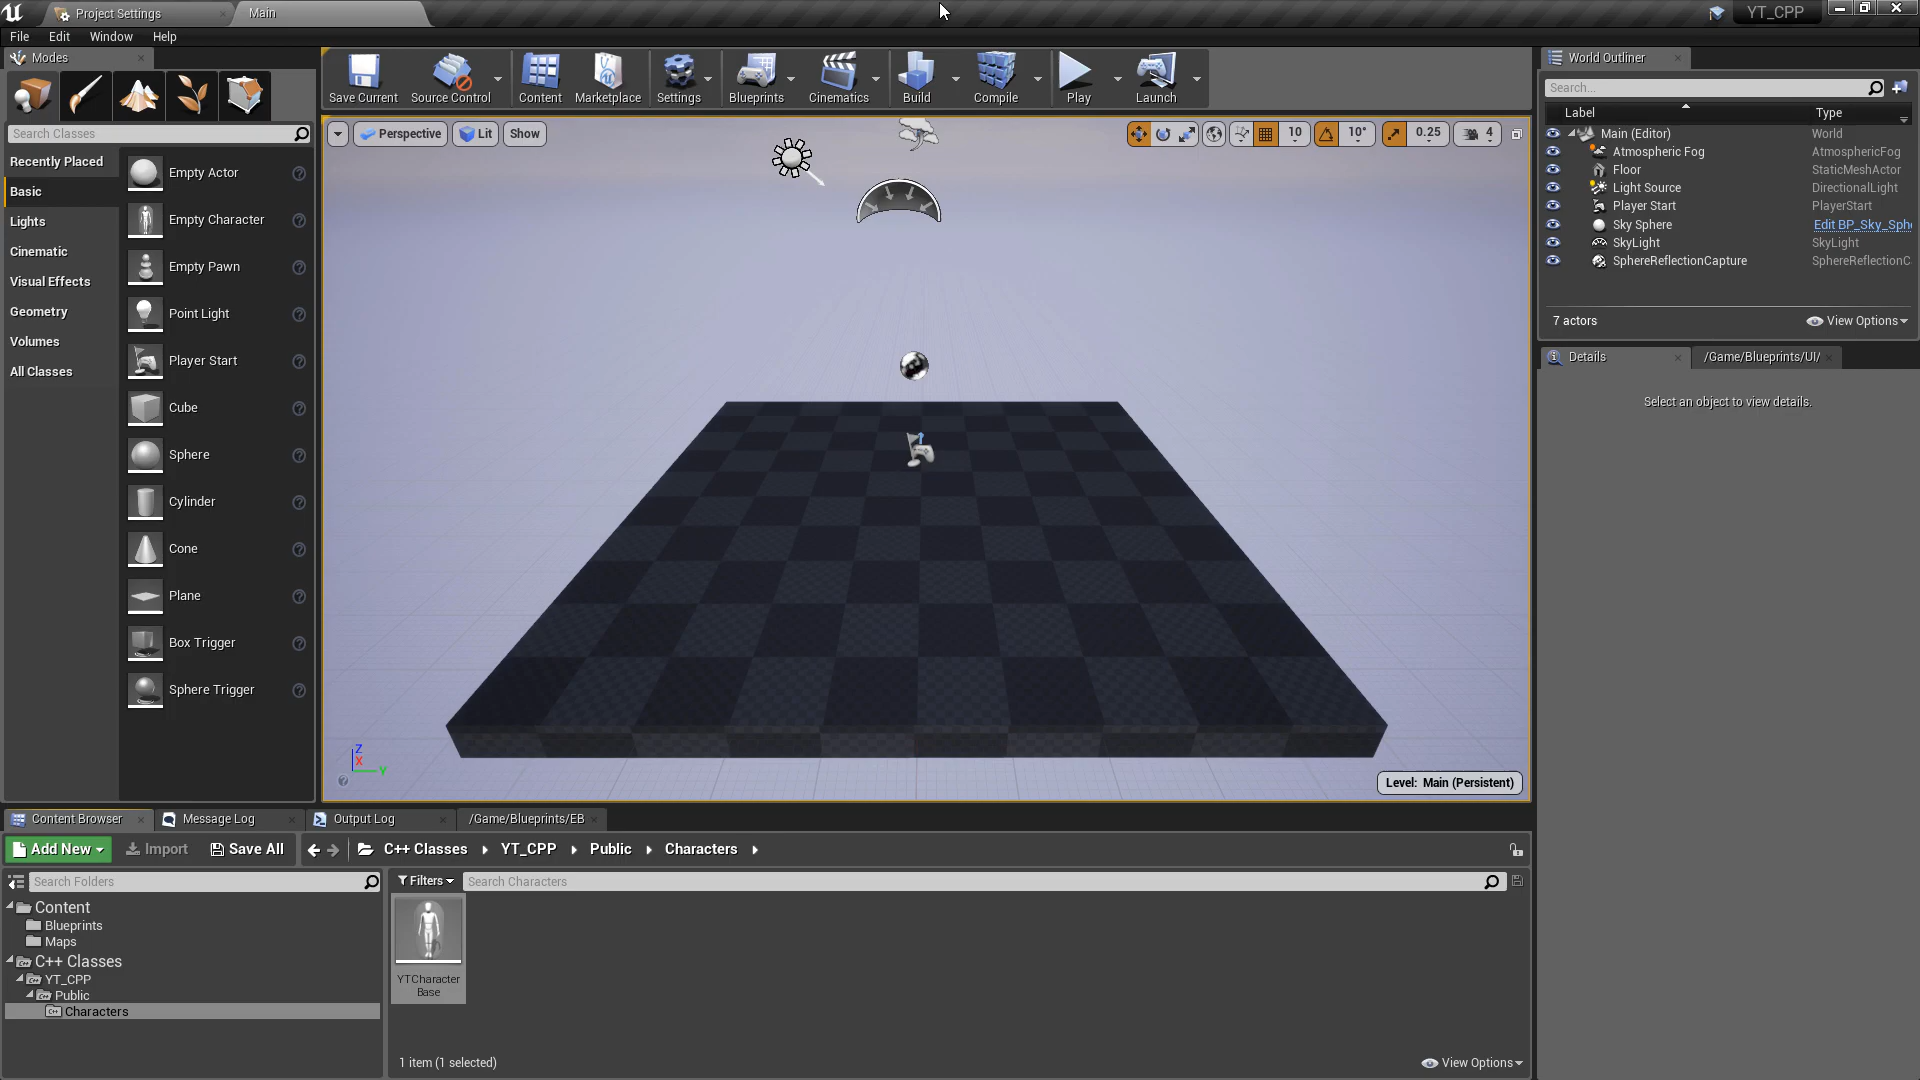 Project Settings
Main
YT_CPP
File Edit Window Help
Modes
Search Classes
Recently Placed
Basic
Lights
Cinematic
Visual Effects
Geometry
Volumes
All Classes
Empty Actor
Empty Character
Empty Pawn
Point Light
Player Start
Cube
Sphere
Cylinder
Cone
Plane
Box Trigger
Sphere Trigger
Save Current Source Control Content Marketplace Settings Blueprints Cinematics Build Compile Play Launch
Perspective Lit Show
10 10° 0.25 4
Z
X
Y
Level: Main (Persistent)
World Outliner
Search...
Label Type
Main (Editor) World
Atmospheric Fog AtmosphericFog
Floor StaticMeshActor
Light Source DirectionalLight
Player Start PlayerStart
Sky Sphere Edit BP_Sky_Sph
SkyLight SkyLight
SphereReflectionCapture SphereReflectionC
7 actors View Options
Details /Game/Blueprints/UI/
Select an object to view details.
Content Browser Message Log Output Log /Game/Blueprints/EB
Add New Import Save All C++ Classes YT_CPP Public Characters
Search Folders
Content
Blueprints
Maps
C++ Classes
YT_CPP
Public
Characters
Filters Search Characters
YTCharacter
Base
1 item (1 selected) View Options